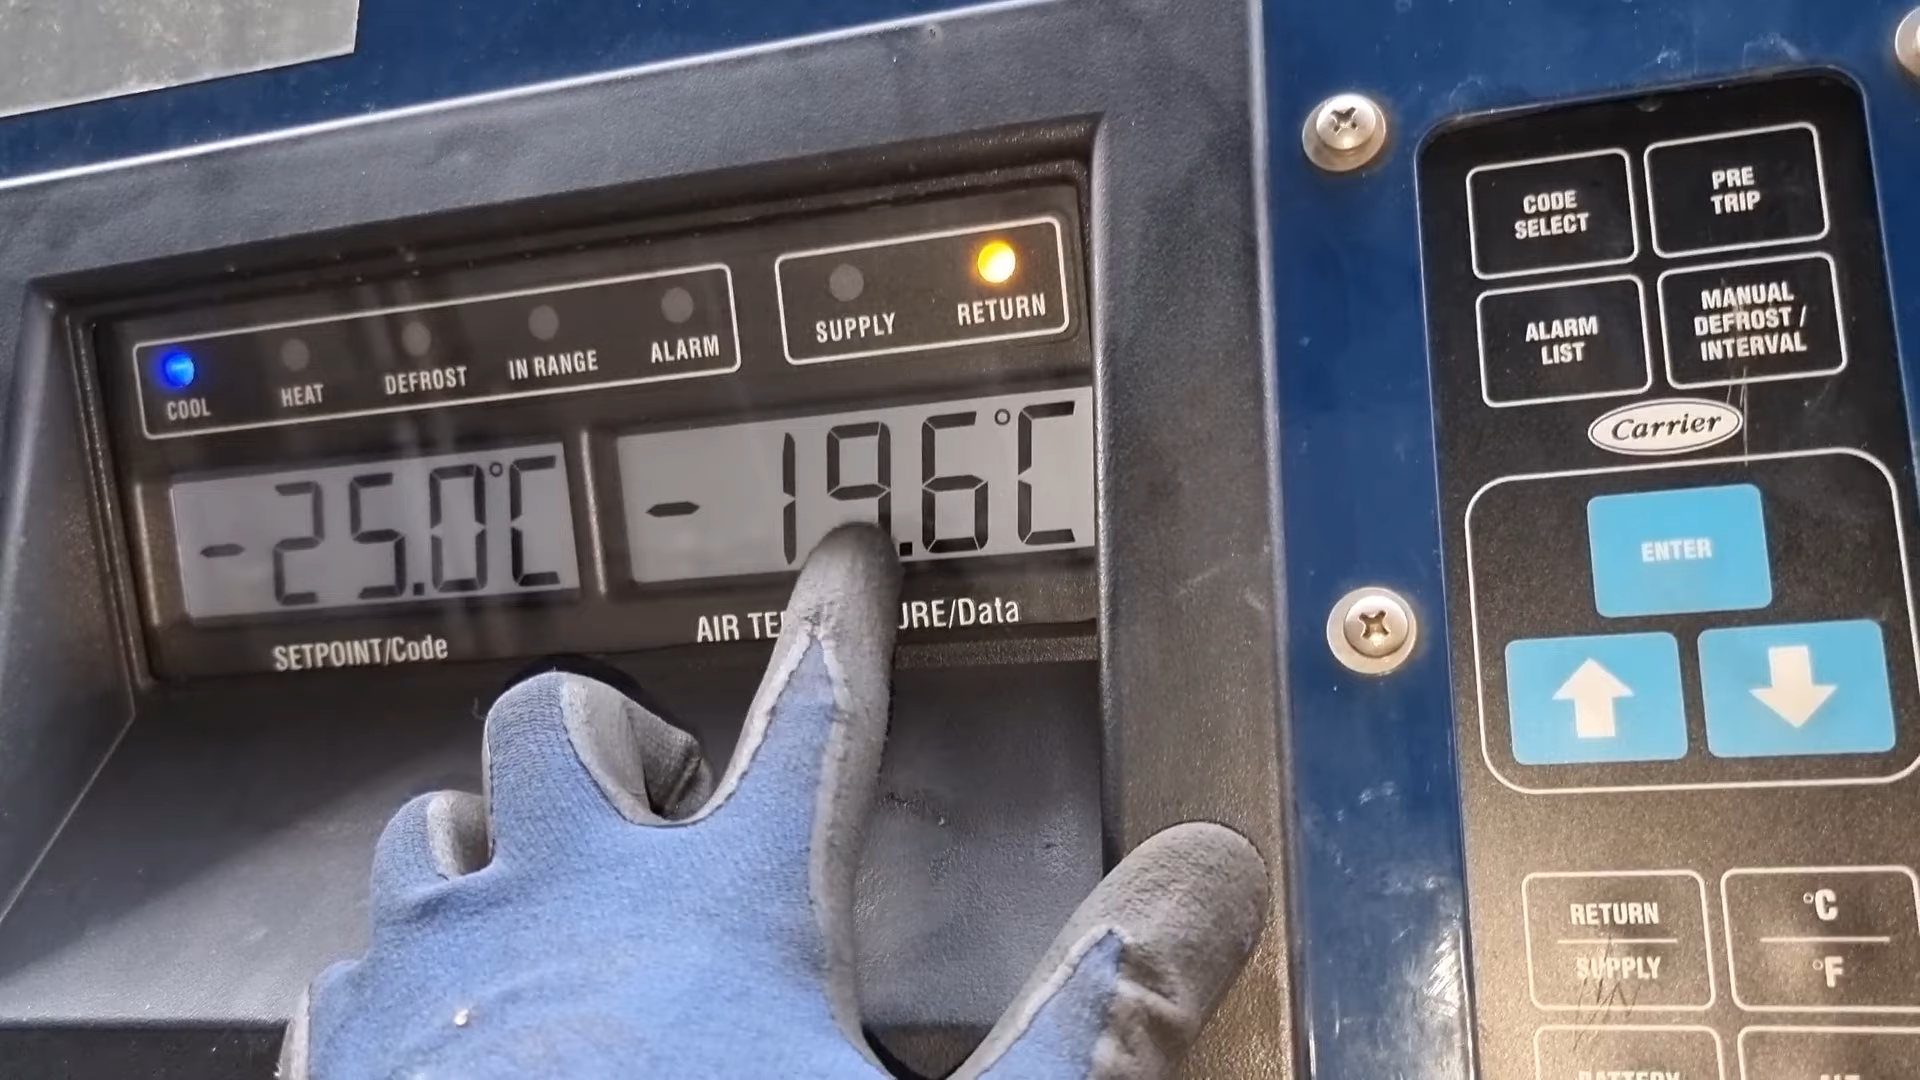 COOL
HEAT
DEFROST
IN RANGE
ALARM
SUPPLY
RETURN
-25.0°C
-19.6°C
SETPOINT/Code
AIR TE URE/Data
CODE
SELECT
PRE
TRIP
ALARM
LIST
MANUAL
DEFROST /
INTERVAL
Carrier
ENTER
RETURN
SUPPLY
°C
°F
BATTERY